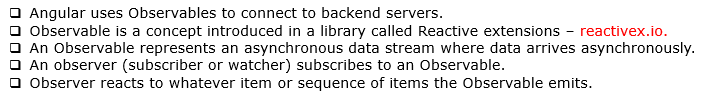 ❑ Angular uses Observables to connect to backend servers.
❑ Observable is a concept introduced in a library called Reactive extensions – reactivex.io.
❑ An Observable represents an asynchronous data stream where data arrives asynchronously.
❑ An observer (subscriber or watcher) subscribes to an Observable.
❑ Observer reacts to whatever item or sequence of items the Observable emits.